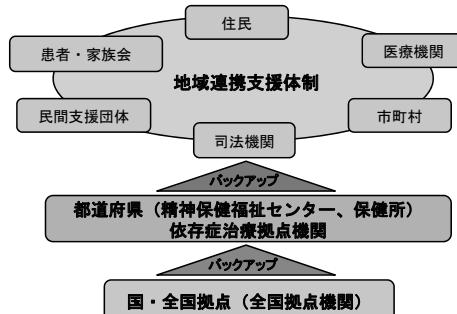 住民
患者・家族会
医療機関
地域連携支援体制
民間支援団体
市町村
司法機関
バックアップ
都道府県（精神保健福祉センター、保健所）
依存症治療拠点機関
バックアップ
国・全国拠点（全国拠点機関）